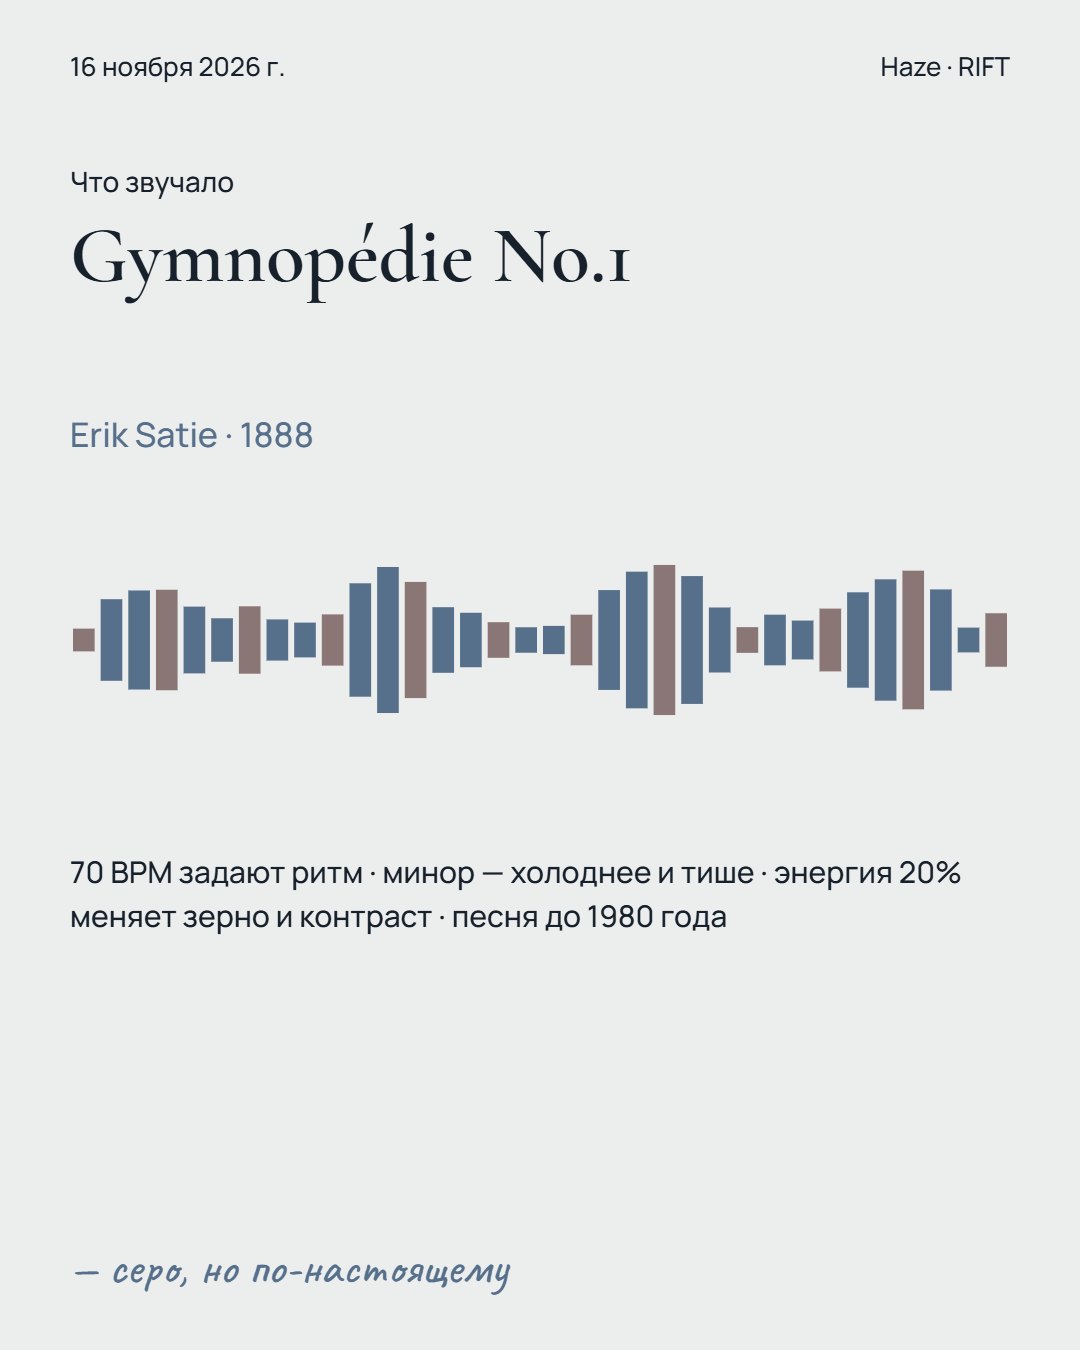 16 ноября 2026 г.
Haze · RIFT
Что звучало
Gymnopédie No.1
Erik Satie · 1888
70 BPM задают ритм · минор — холоднее и тише · энергия 20%
меняет зерно и контраст · песня до 1980 года
— серо, но по-настоящему